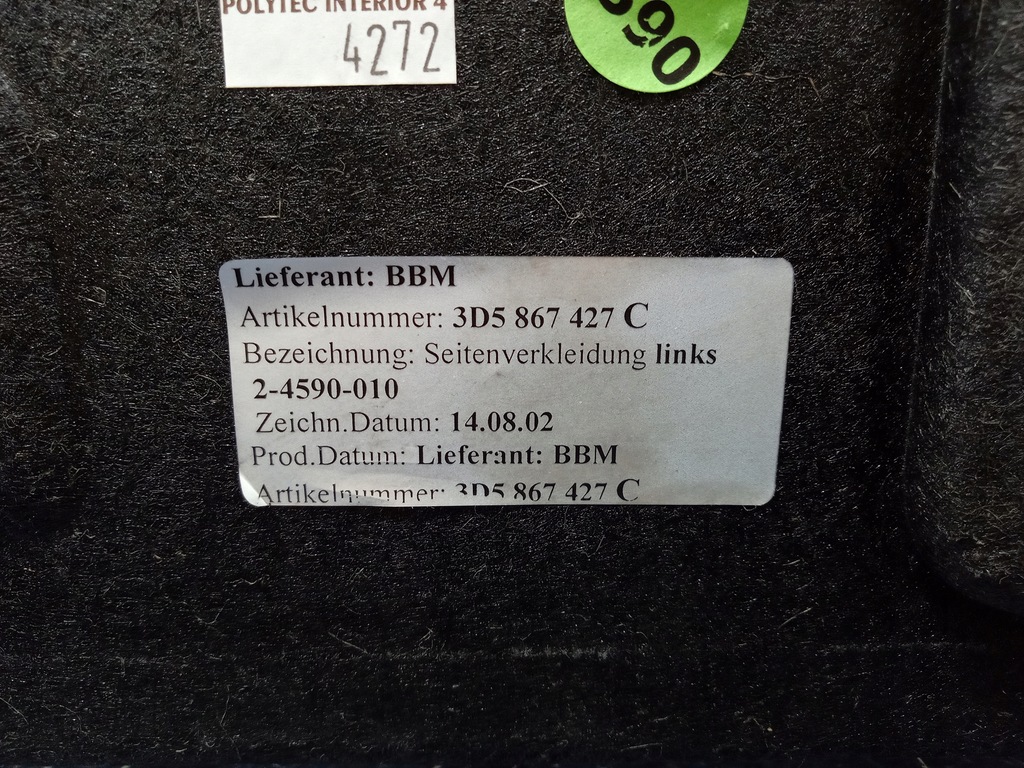 POLYTEC INTERIOR 4
4272
690
Lieferant: BBM
Artikelnummer: 3D5 867 427 C
Bezeichnung: Seitenverkleidung links
2-4590-010
Zeichn.Datum: 14.08.02
Prod.Datum: Lieferant: BBM
Artikelnummer: 3D5 867 427 C